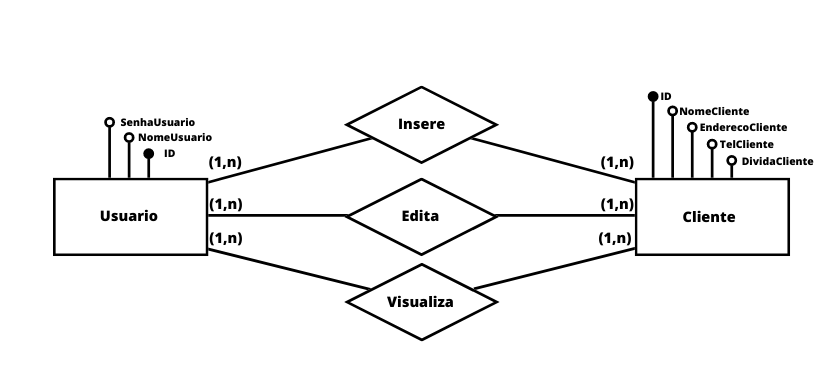 ID
NomeCliente
SenhaUsuario
Insere
EnderecoCliente
NomeUsuario
TelCliente
ID
DividaCliente
(1,n)
(1,n)
(1,n)
(1,n)
Usuario
Edita
Cliente
(1,n)
(1,n)
Visualiza